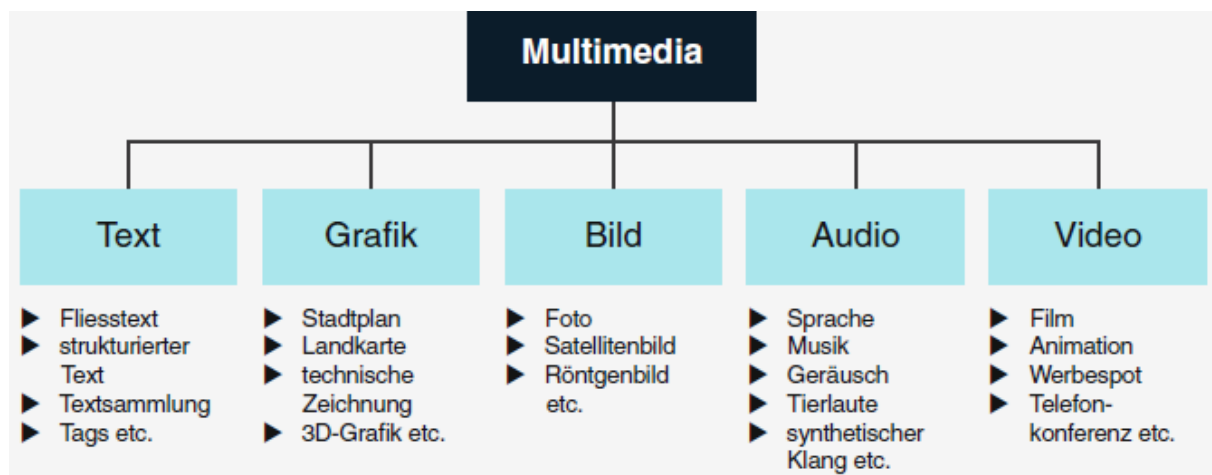 Multimedia
Text
Grafik
Bild
Audio
Video
▶ Fliesstext
▶ strukturierter
Text
▶ Textsammlung
▶ Tags etc.
▶ Stadtplan
▶ Landkarte
▶ technische
Zeichnung
▶ 3D-Grafik etc.
▶ Foto
▶ Satellitenbild
▶ Röntgenbild
etc.
▶ Sprache
▶ Musik
▶ Geräusch
▶ Tierlaute
▶ synthetischer
Klang etc.
▶ Film
▶ Animation
▶ Werbespot
▶ Telefon-
konferenz etc.